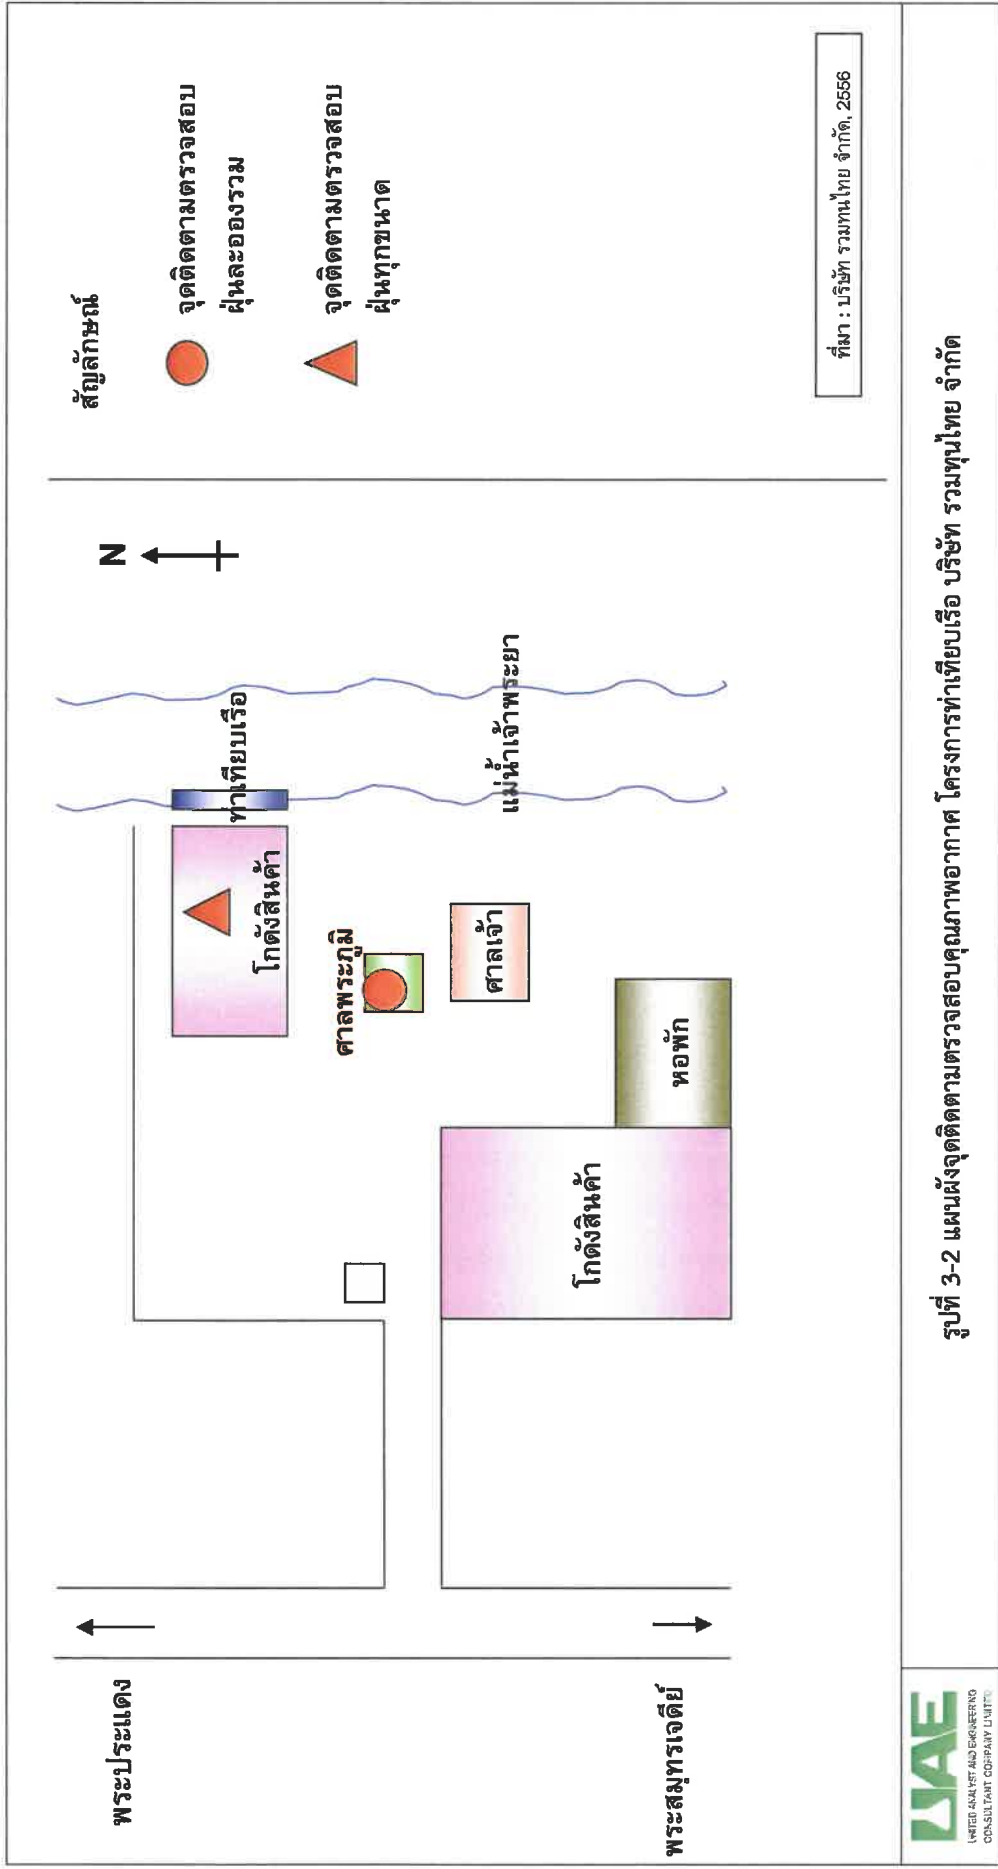 พระประแดง
พระสมุทรเจดีย์
N
โกดังสินค้า
ท่าเทียบเรือ
ศาลพระภูมิ
ศาลเจ้า
แม่น้ำเจ้าพระยา
โกดังสินค้า
หอพัก
สัญลักษณ์
จุดติดตามตรวจสอบ
ฝุ่นละอองรวม
จุดติดตามตรวจสอบ
ฝุ่นทุกขนาด
ที่มา : บริษัท รวมทุนไทย จำกัด, 2556
UAE
UNITED ANALYST AND ENGINEERING
CONSULTANT COMPANY LIMITED
รูปที่ 3-2 แผนผังจุดติดตามตรวจสอบคุณภาพอากาศ โครงการท่าเทียบเรือ บริษัท รวมทุนไทย จำกัด